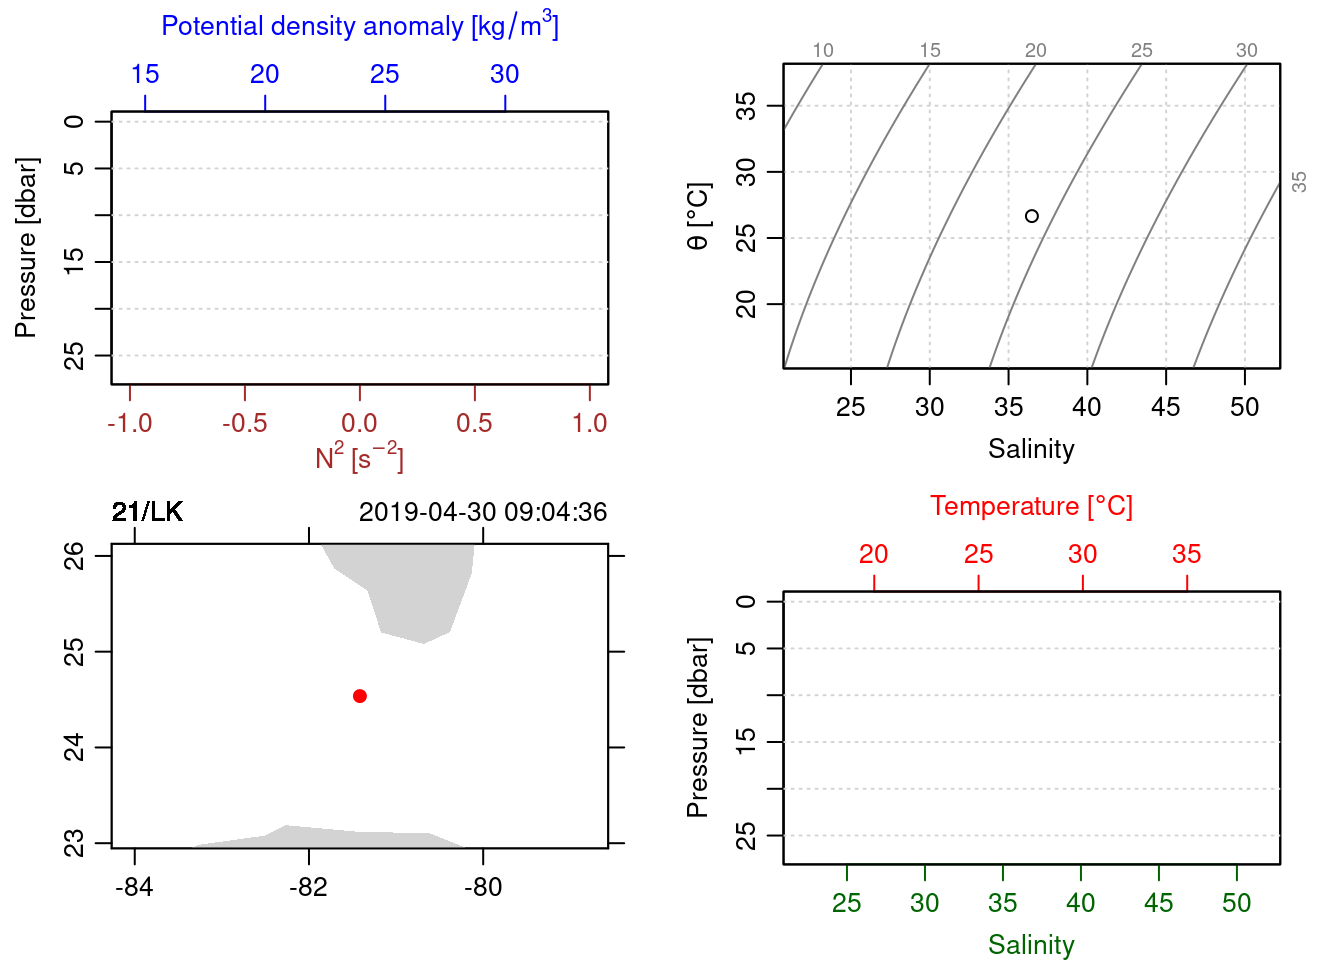 Potential density anomaly [kg/m³]
15 20 25 30
0
5
15
25
Pressure [dbar]
-1.0 -0.5 0.0 0.5 1.0
N² [s⁻²]
10 15 20 25 30
35
35
30
25
20
θ [°C]
25 30 35 40 45 50
Salinity
21/LK 2019-04-30 09:04:36
26
25
24
23
-84 -82 -80
Temperature [°C]
20 25 30 35
0
5
15
25
Pressure [dbar]
25 30 35 40 45 50
Salinity